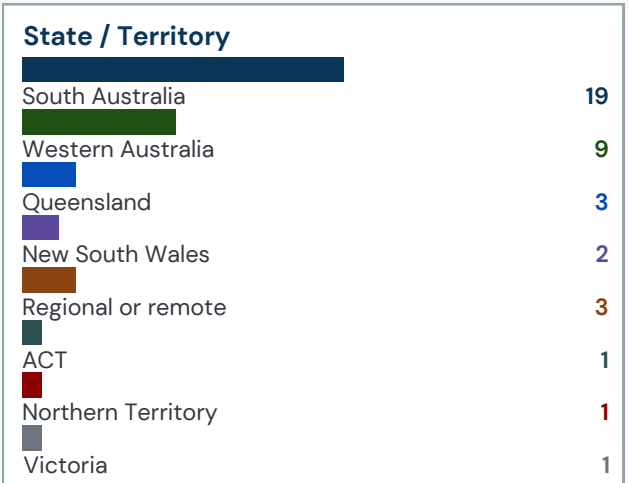 State / Territory
South Australia 19
Western Australia 9
Queensland 3
New South Wales 2
Regional or remote 3
ACT 1
Northern Territory 1
Victoria 1